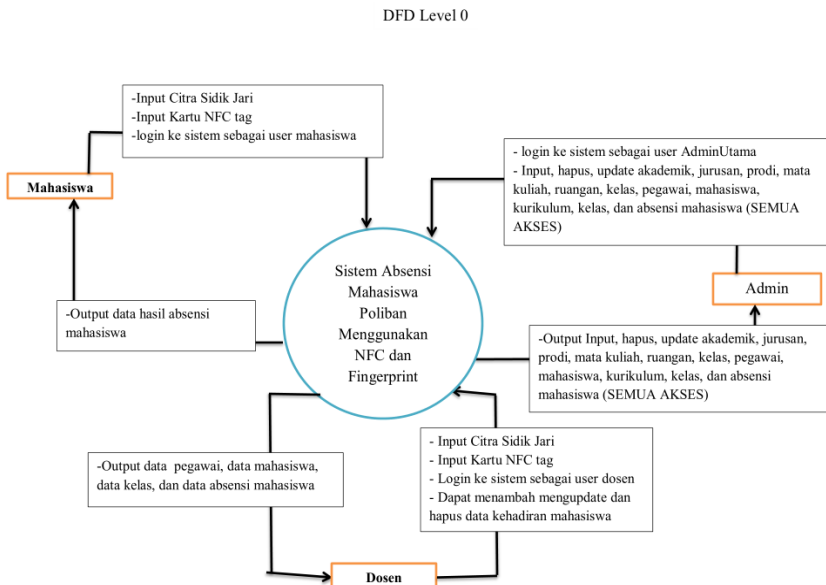 DFD Level 0
-Input Citra Sidik Jari
-Input Kartu NFC tag
-login ke sistem sebagai user mahasiswa
Mahasiswa
- login ke sistem sebagai user AdminUtama
- Input, hapus, update akademik, jurusan, prodi, mata
kuliah, ruangan, kelas, pegawai, mahasiswa,
kurikulum, kelas, dan absensi mahasiswa (SEMUA
AKSES)
Sistem Absensi
Mahasiswa
Poliban
Menggunakan
NFC dan
Fingerprint
Admin
-Output data hasil absensi
mahasiswa
-Output Input, hapus, update akademik, jurusan,
prodi, mata kuliah, ruangan, kelas, pegawai,
mahasiswa, kurikulum, kelas, dan absensi
mahasiswa (SEMUA AKSES)
-Output data  pegawai, data mahasiswa,
data kelas, dan data absensi mahasiswa
- Input Citra Sidik Jari
- Input Kartu NFC tag
- Login ke sistem sebagai user dosen
- Dapat menambah mengupdate dan
hapus data kehadiran mahasiswa
Dosen